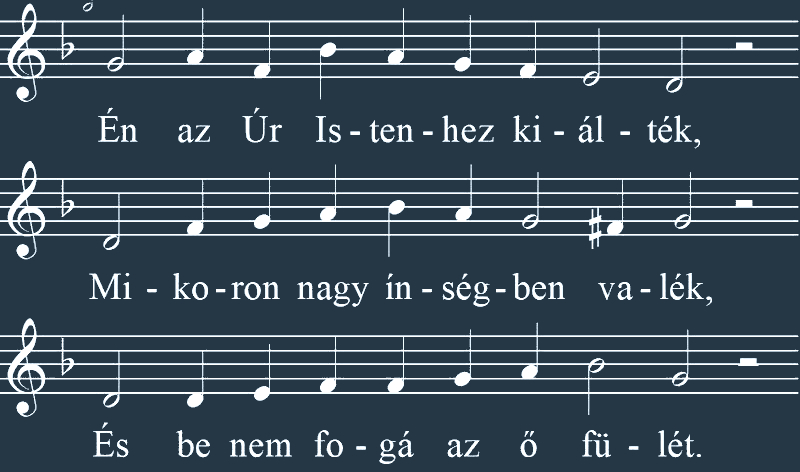 Én az Úr Is - ten - hez ki - ál - ték,
Mi - ko - ron nagy ín - ség - ben va - lék,
És be nem fo - gá az ő fü - lét.